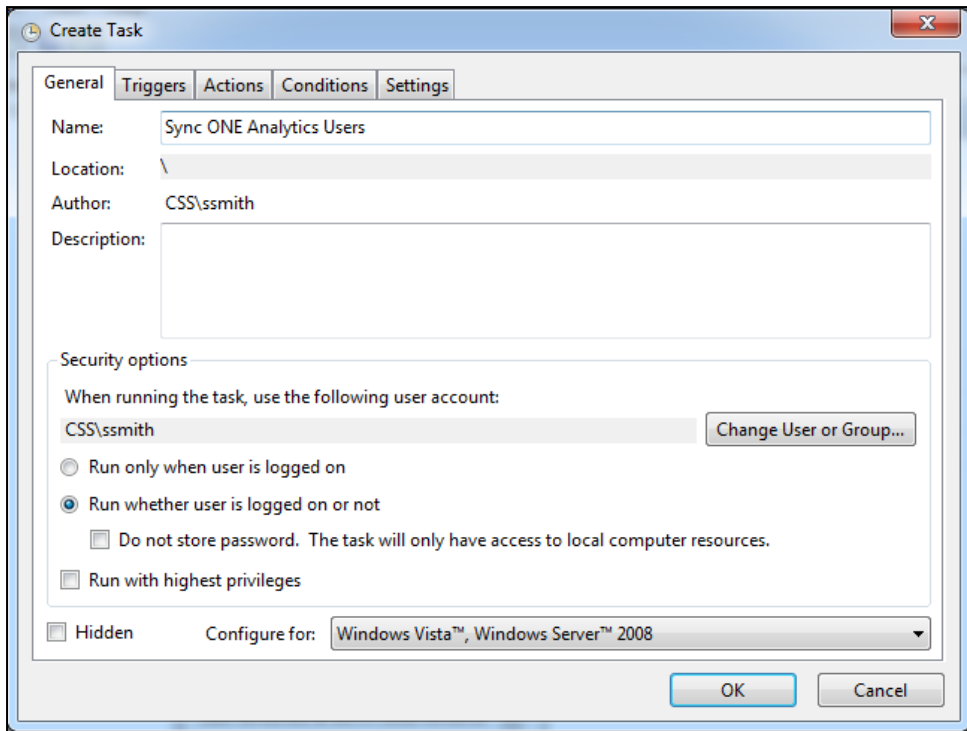 Create Task
General Triggers Actions Conditions Settings
Name: Sync ONE Analytics Users
Location: \
Author: CSS\ssmith
Description:
Security options
When running the task, use the following user account:
CSS\ssmith Change User or Group...
Run only when user is logged on
Run whether user is logged on or not
Do not store password. The task will only have access to local computer resources.
Run with highest privileges
Hidden Configure for: Windows Vista™, Windows Server™ 2008
OK Cancel